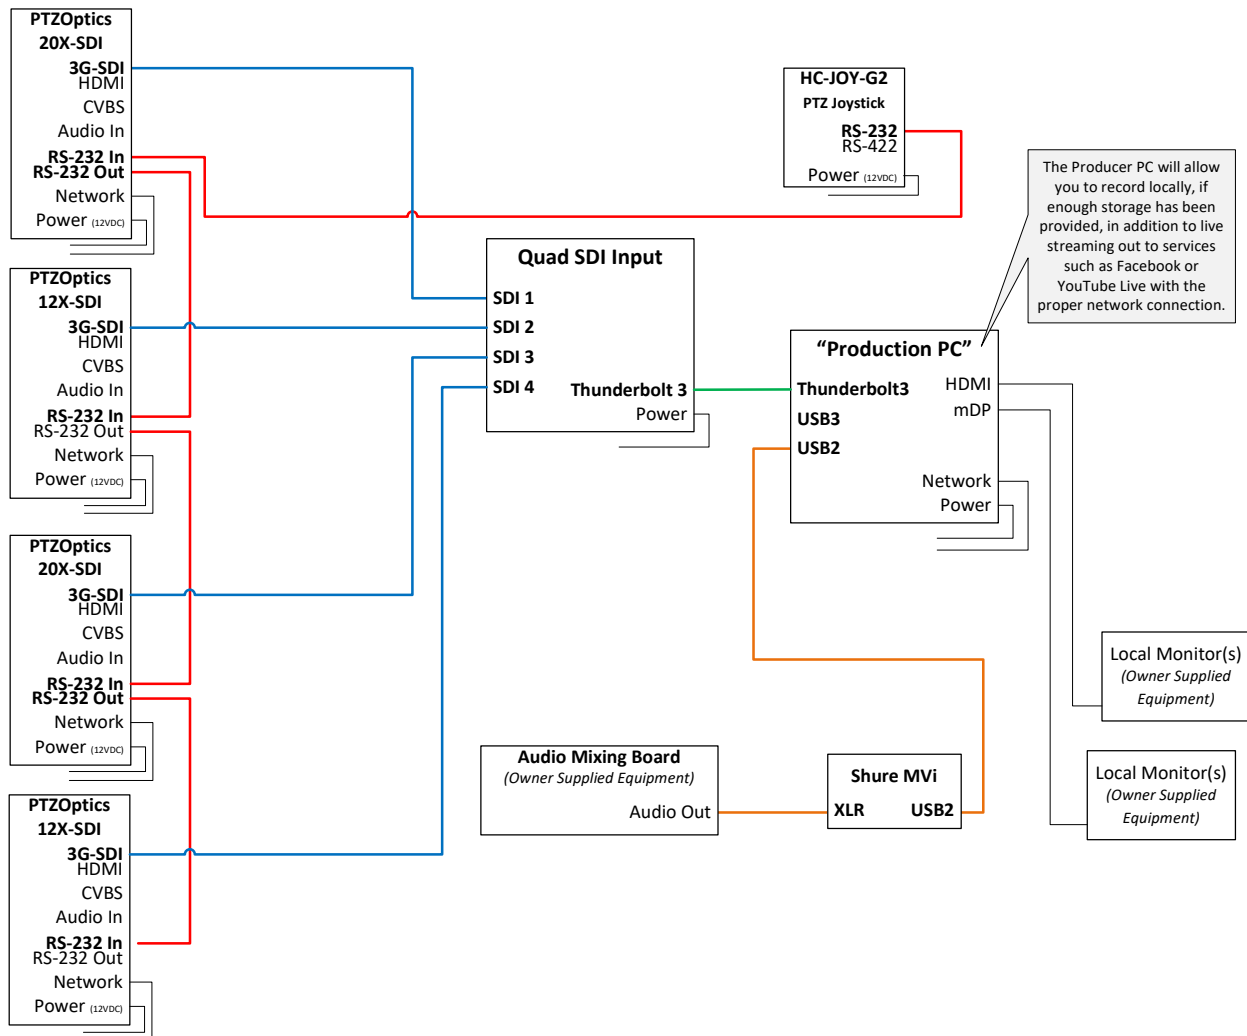 PTZOptics
20X-SDI
3G-SDI
HDMI
CVBS
Audio In
RS-232 In
RS-232 Out
Network
Power (12VDC)
PTZOptics
12X-SDI
3G-SDI
HDMI
CVBS
Audio In
RS-232 In
RS-232 Out
Network
Power (12VDC)
PTZOptics
20X-SDI
3G-SDI
HDMI
CVBS
Audio In
RS-232 In
RS-232 Out
Network
Power (12VDC)
PTZOptics
12X-SDI
3G-SDI
HDMI
CVBS
Audio In
RS-232 In
RS-232 Out
Network
Power (12VDC)
HC-JOY-G2
PTZ Joystick
RS-232
RS-422
Power (12VDC)
The Producer PC will allow
you to record locally, if
enough storage has been
provided, in addition to live
streaming out to services
such as Facebook or
YouTube Live with the
proper network connection.
Quad SDI Input
SDI 1
SDI 2
SDI 3
SDI 4
Thunderbolt 3
Power
“Production PC”
Thunderbolt3
USB3
USB2
HDMI
mDP
Network
Power
Local Monitor(s)
(Owner Supplied
Equipment)
Local Monitor(s)
(Owner Supplied
Equipment)
Audio Mixing Board
(Owner Supplied Equipment)
Audio Out
Shure MVi
XLR USB2